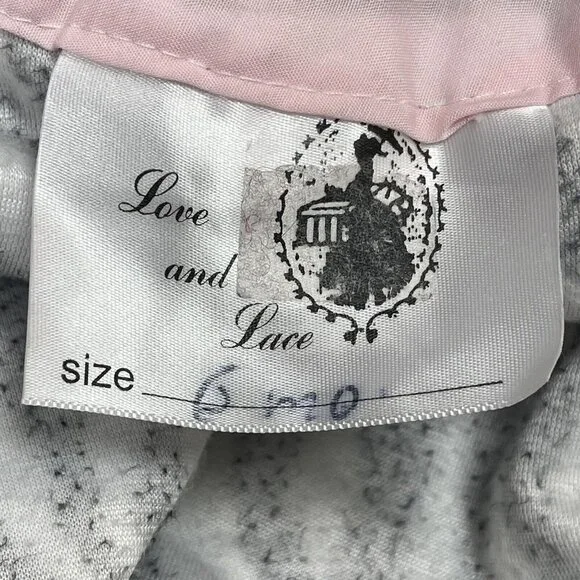 Love
and
Lace
size 6 mo.